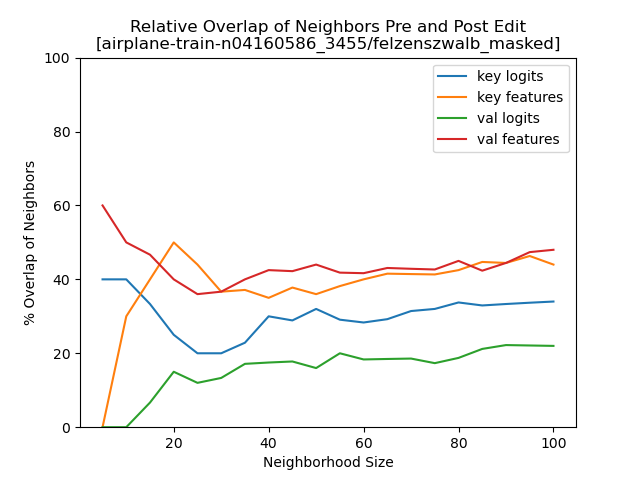 Relative Overlap of Neighbors Pre and Post Edit
[airplane-train-n04160586_3455/felzenszwalb_masked]
100
80
60
40
20
0
% Overlap of Neighbors
key logits
key features
val logits
val features
20
40
60
80
100
Neighborhood Size